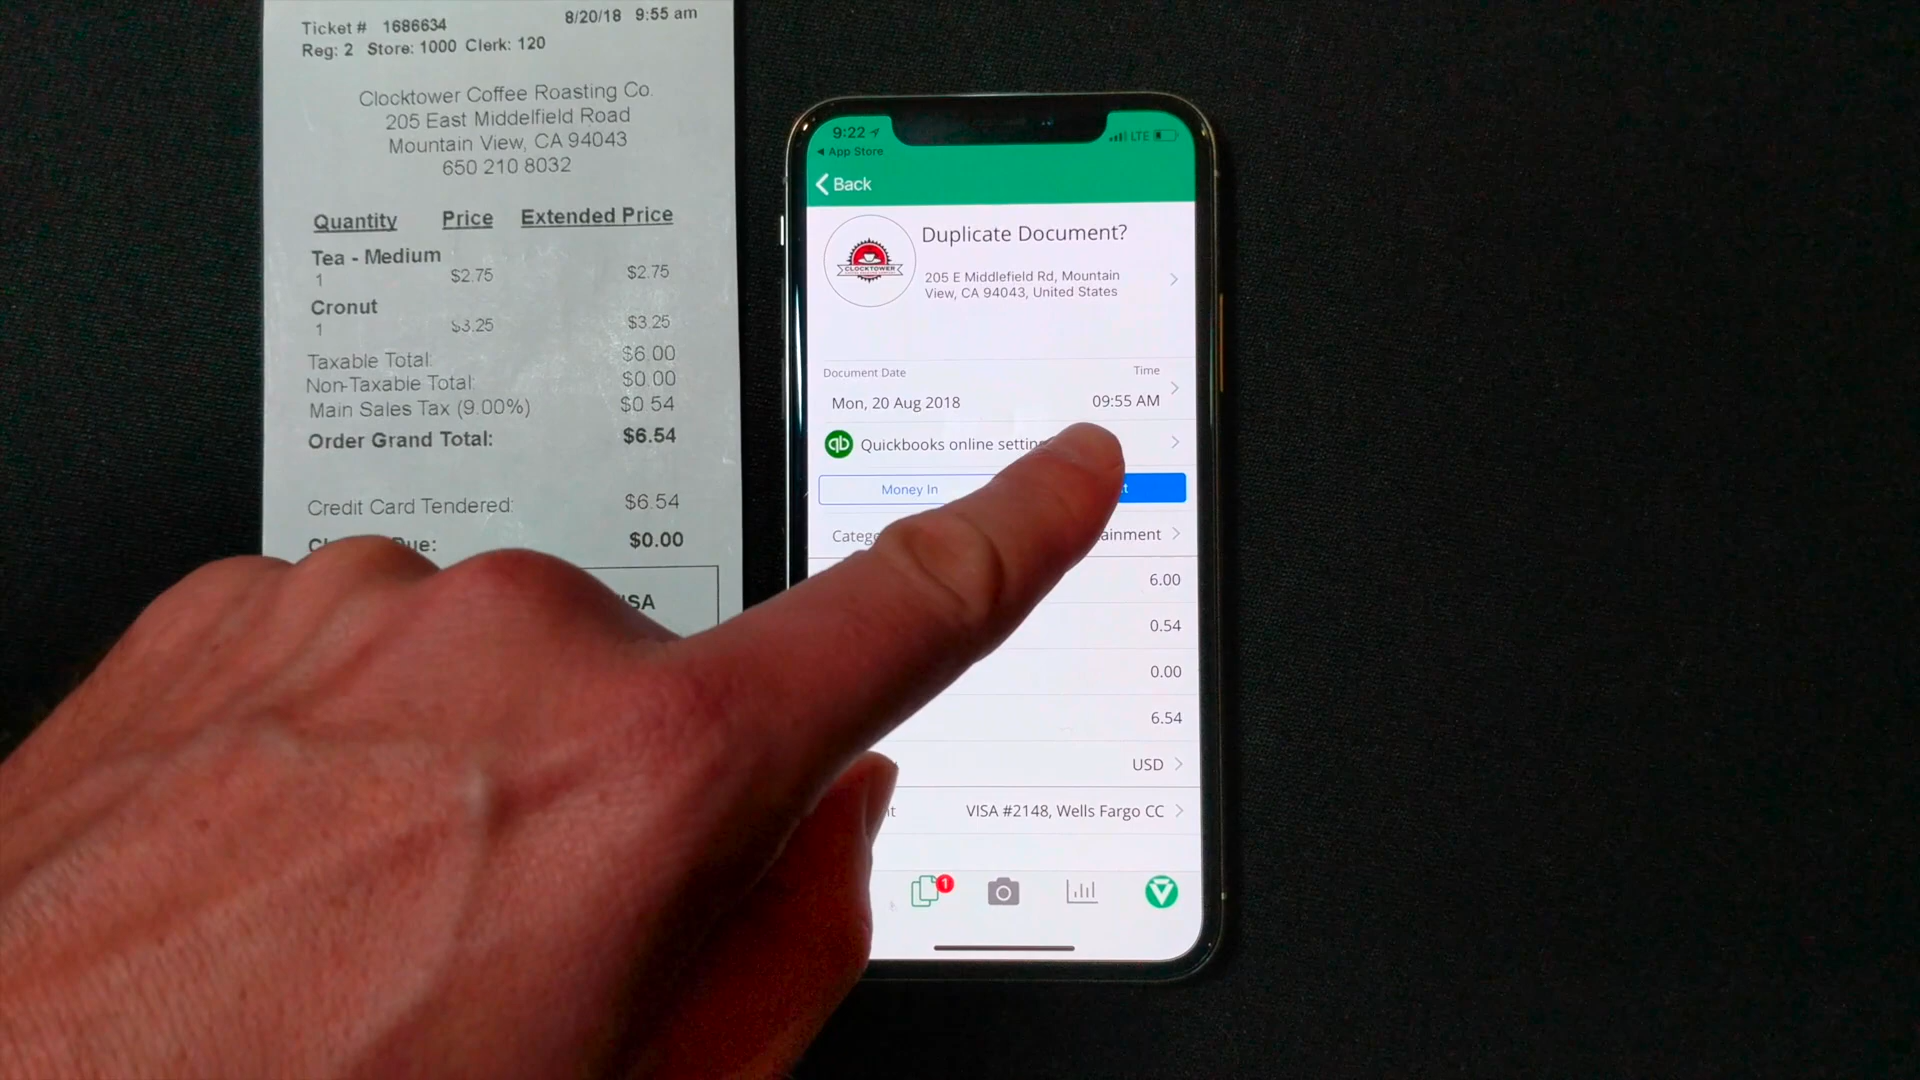 Ticket # 1686634 8/20/18 9:55 am
Reg: 2 Store: 1000 Clerk: 120
Clocktower Coffee Roasting Co.
205 East Middelfield Road
Mountain View, CA 94043
650 210 8032
Quantity Price Extended Price
Tea - Medium
1 $2.75 $2.75
Cronut
1 $3.25 $3.25
Taxable Total: $6.00
Non-Taxable Total: $0.00
Main Sales Tax (9.00%) $0.54
Order Grand Total: $6.54
Credit Card Tendered: $6.54
Due: $0.00
9:22 LTE
App Store
Back
CLOCKTOWER
Duplicate Document?
205 E Middlefield Rd, Mountain
View, CA 94043, United States
Document Date Time
Mon, 20 Aug 2018 09:55 AM
qb Quickbooks online
Money In
6.00
0.54
0.00
6.54
USD
VISA #2148, Wells Fargo CC
1